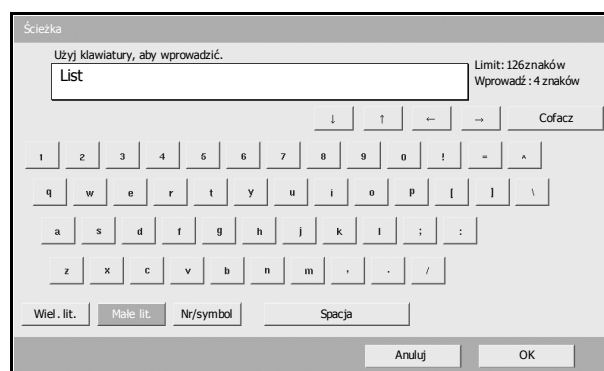 Ścieżka
Użyj klawiatury, aby wprowadzić.
List
Limit: 126znaków
Wprowadź : 4 znaków
↓ ↑ ← → Cofacz
1 2 3 4 5 6 7 8 9 0 ! = ^
q w e r t y u i o p [ ] \
a s d f g h j k l ; :
z x c v b n m , . /
Wiel. lit. Małe lit. Nr/symbol Spacja
Anuluj OK